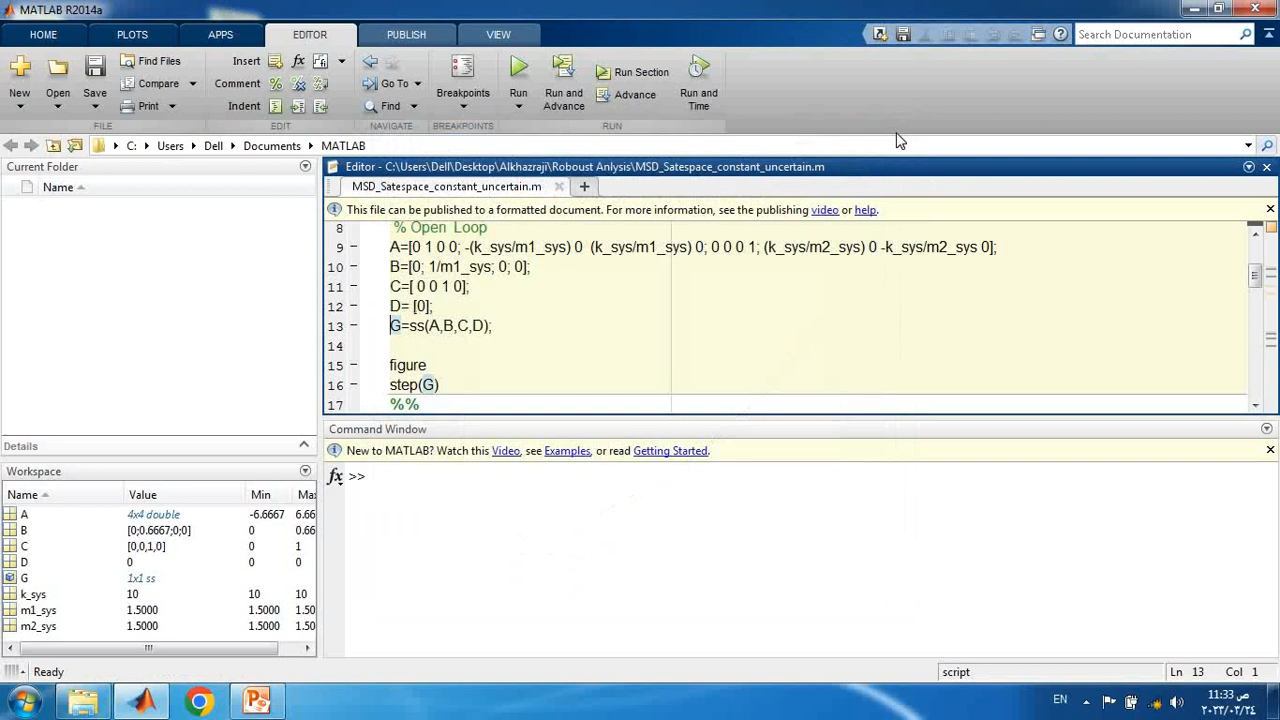 MATLAB R2014a
HOME PLOTS APPS EDITOR PUBLISH VIEW
Search Documentation
New
Open
Save
Find Files
Compare
Print
Insert
Comment
Indent
fx
Go To
Find
Breakpoints
Run
Run and Advance
Run Section
Advance
Run and Time
FILE EDIT NAVIGATE BREAKPOINTS RUN
C: Users Dell Documents MATLAB
Current Folder
Name
Details
Editor - C:\Users\Dell\Desktop\Alkhazraji\Roboust Anlysis\MSD_Satespace_constant_uncertain.m
MSD_Satespace_constant_uncertain.m
This file can be published to a formatted document. For more information, see the publishing video or help.
8 % Open Loop
9 A=[0 1 0 0; -(k_sys/m1_sys) 0 (k_sys/m1_sys) 0; 0 0 0 1; (k_sys/m2_sys) 0 -k_sys/m2_sys 0];
10 B=[0; 1/m1_sys; 0; 0];
11 C=[ 0 0 1 0];
12 D= [0];
13 G=ss(A,B,C,D);
14
15 figure
16 step(G)
17 %%
Command Window
New to MATLAB? Watch this Video, see Examples, or read Getting Started.
fx >>
Workspace
Name Value Min Ma
A 4x4 double -6.6667 6.66
B [0;0.6667;0;0] 0 0.66
C [0,0,1,0] 0 1
D 0 0 0
G 1x1 ss
k_sys 10 10 10
m1_sys 1.5000 1.5000 1.50
m2_sys 1.5000 1.5000 1.50
Ready
script
Ln 13 Col 1
EN
11:33 ص
٢٠٢٣/٠٣/٢٤